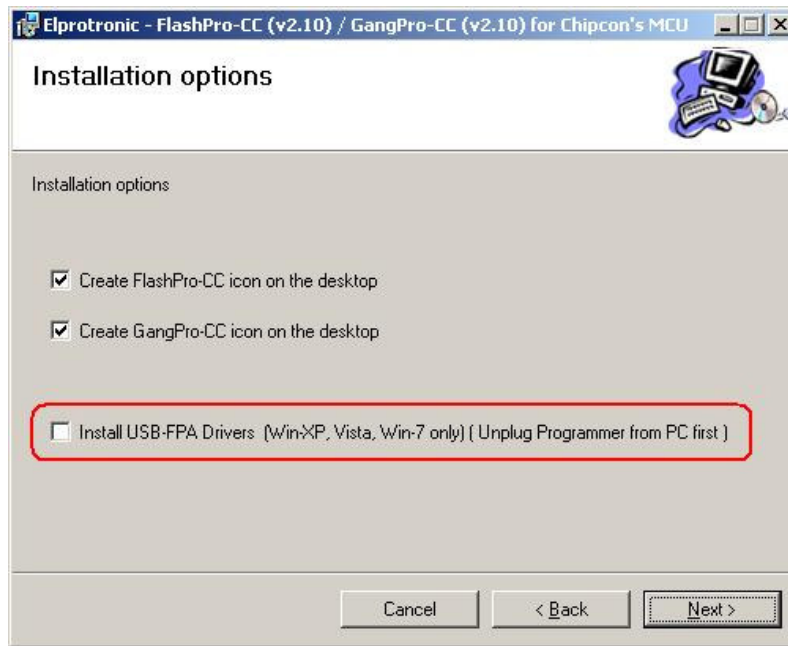 Elprotronic - FlashPro-CC (v2.10) / GangPro-CC (v2.10) for Chipcon's MCU
Installation options
Installation options
Create FlashPro-CC icon on the desktop
Create GangPro-CC icon on the desktop
Install USB-FPA Drivers (Win-XP, Vista, Win-7 only) ( Unplug Programmer from PC first )
Cancel
< Back
Next >